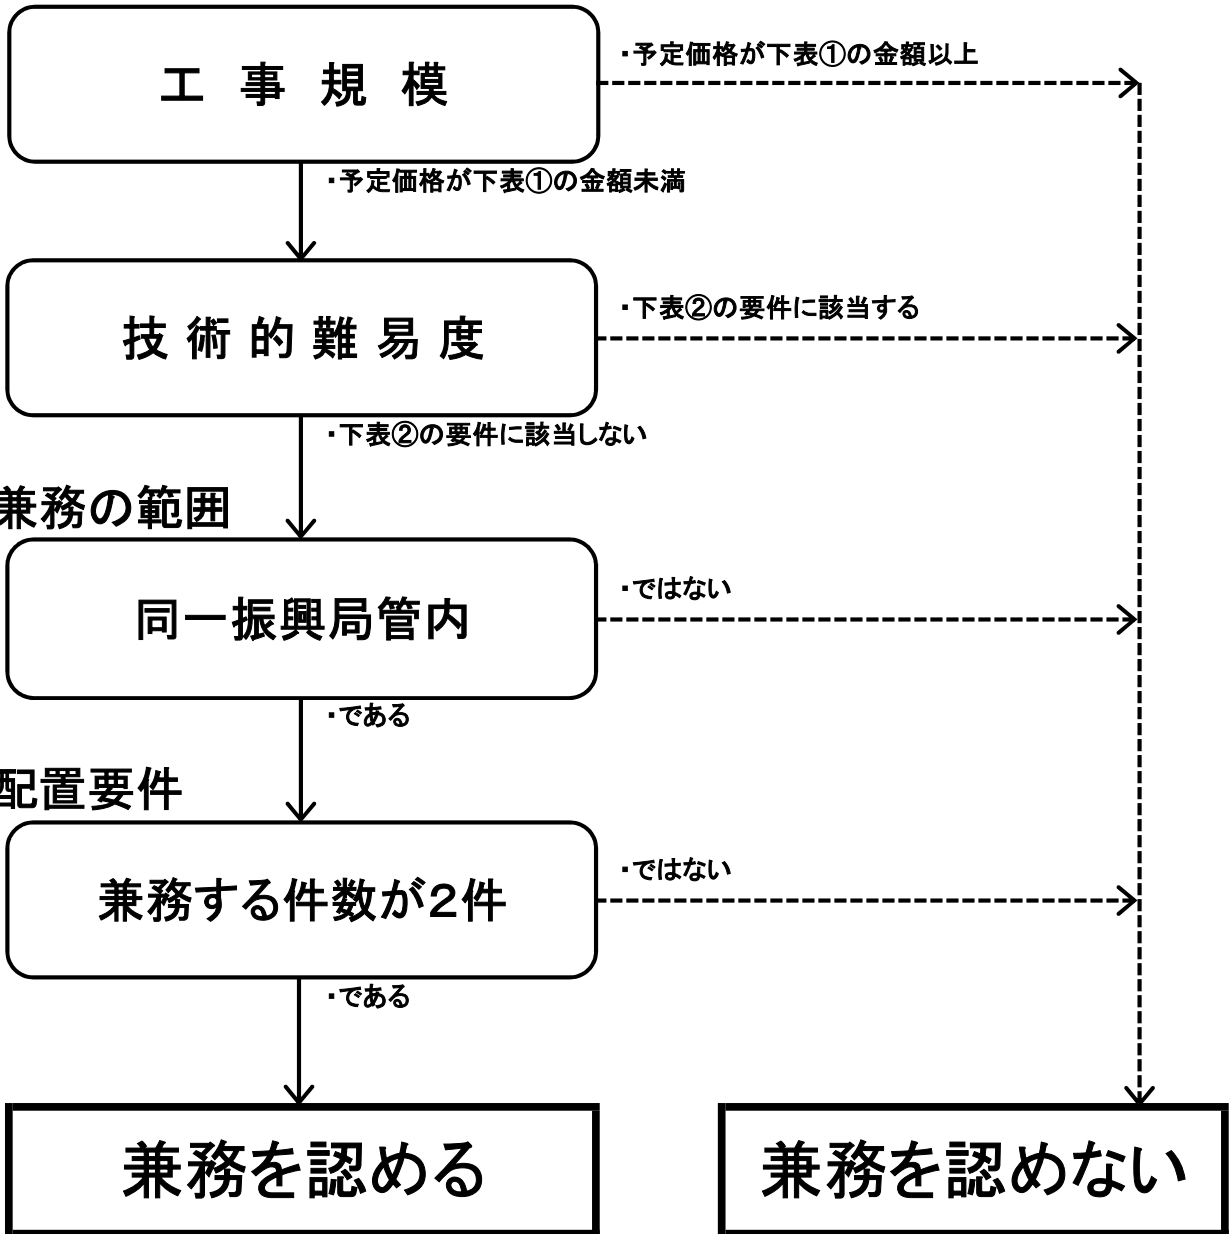 工事規模
・予定価格が下表①の金額以上
・予定価格が下表①の金額未満
技術的難易度
・下表②の要件に該当する
・下表②の要件に該当しない
兼務の範囲
同一振興局管内
・ではない
・である
配置要件
兼務する件数が2件
・ではない
・である
兼務を認める
兼務を認めない